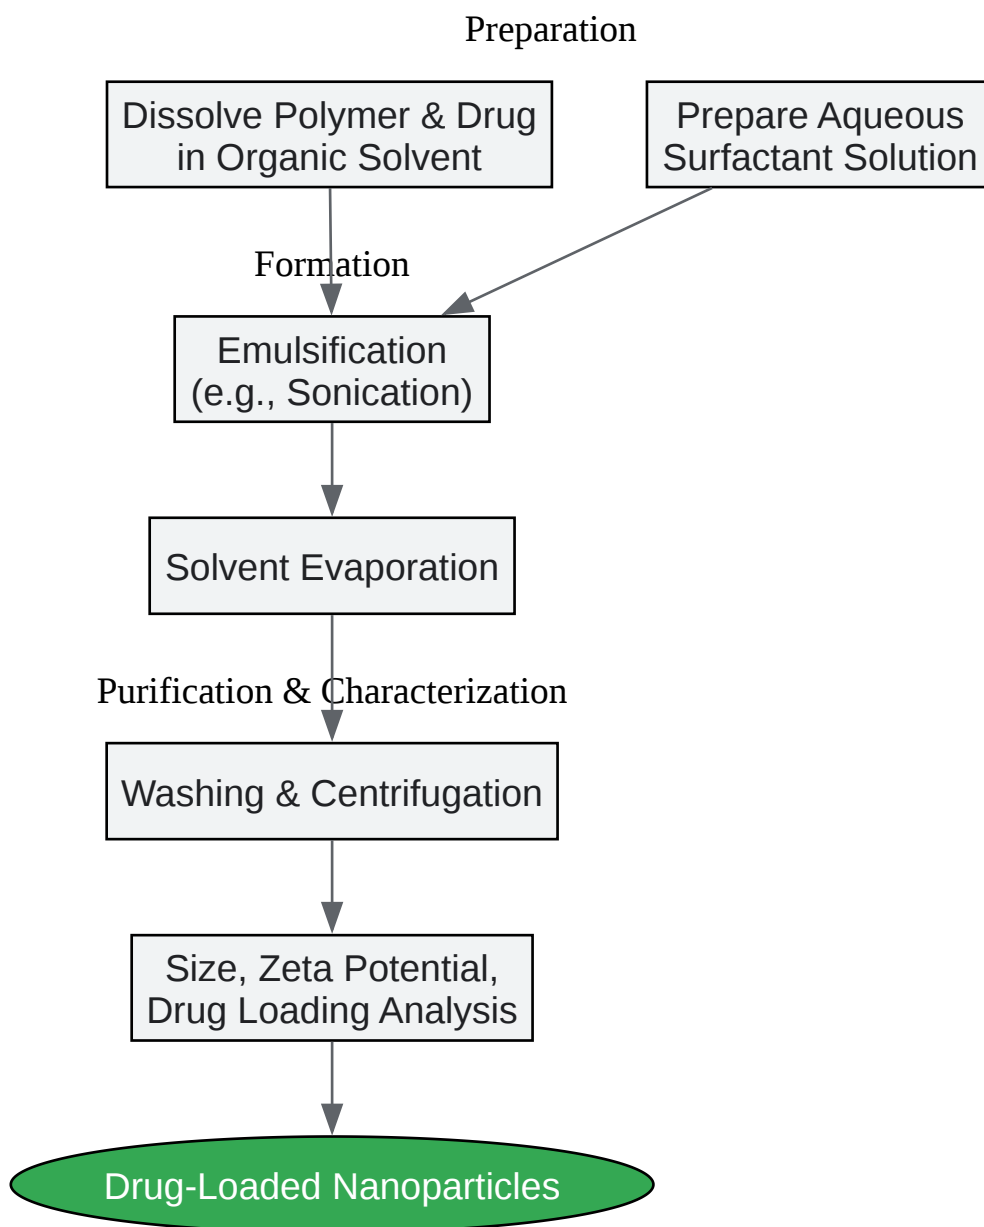 Preparation
Dissolve Polymer & Drug
in Organic Solvent
Prepare Aqueous
Surfactant Solution
Formation
Emulsification
(e.g., Sonication)
Solvent Evaporation
Purification & Characterization
Washing & Centrifugation
Size, Zeta Potential,
Drug Loading Analysis
Drug-Loaded Nanoparticles